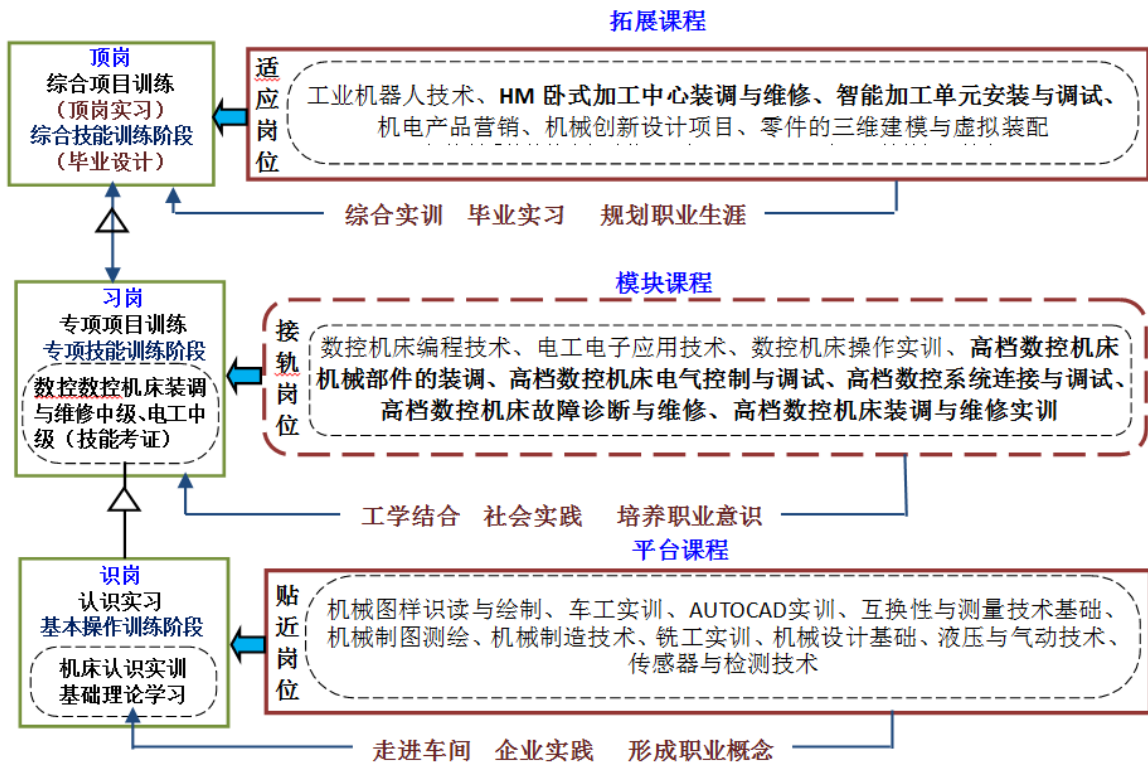 拓展课程
顶岗
综合项目训练
（顶岗实习）
综合技能训练阶段
（毕业设计）
适应岗位
工业机器人技术、HM 卧式加工中心装调与维修、智能加工单元安装与调试、
机电产品营销、机械创新设计项目、零件的三维建模与虚拟装配
综合实训 毕业实习 规划职业生涯
模块课程
习岗
专项项目训练
专项技能训练阶段
数控数控机床装调
与维修中级、电工中
级（技能考证）
接轨岗位
数控机床编程技术、电工电子应用技术、数控机床操作实训、高档数控机床
机械部件的装调、高档数控机床电气控制与调试、高档数控系统连接与调试、
高档数控机床故障诊断与维修、高档数控机床装调与维修实训
工学结合 社会实践 培养职业意识
平台课程
识岗
认识实习
基本操作训练阶段
机床认识实训
基础理论学习
贴近岗位
机械图样识读与绘制、车工实训、AUTOCAD实训、互换性与测量技术基础、
机械制图测绘、机械制造技术、铣工实训、机械设计基础、液压与气动技术、
传感器与检测技术
走进车间 企业实践 形成职业概念